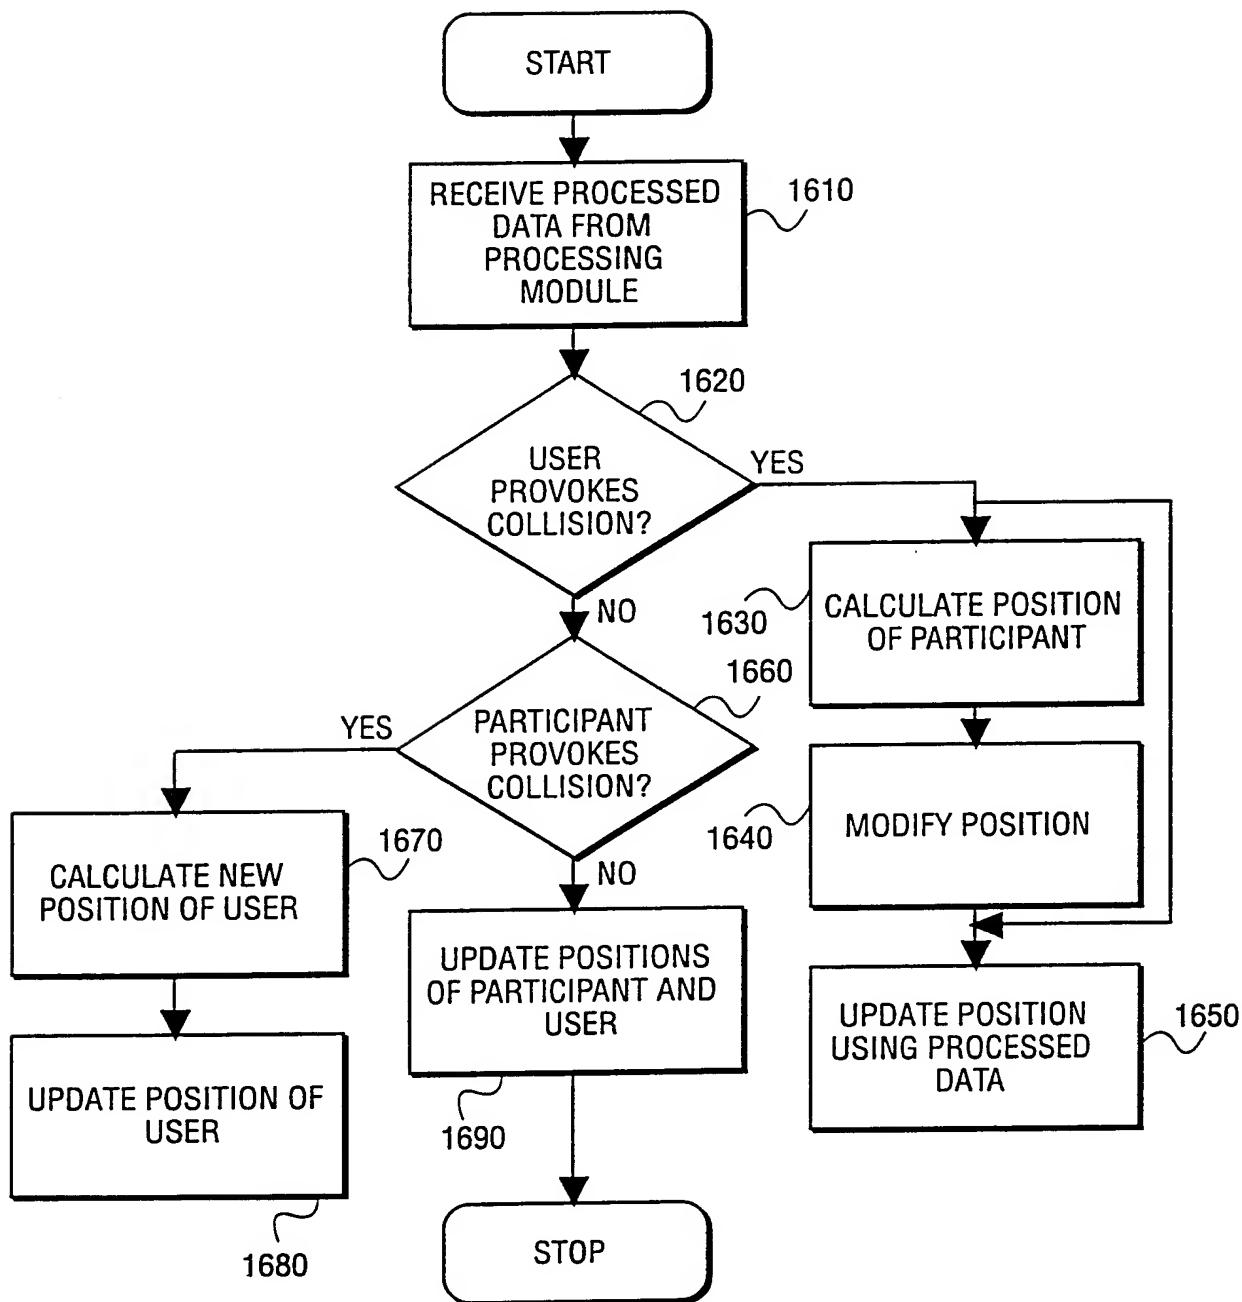 START
RECEIVE PROCESSED
DATA FROM
PROCESSING
MODULE
1610
1620
USER
PROVOKES
COLLISION?
YES
NO
1630
CALCULATE POSITION
OF PARTICIPANT
1640
MODIFY POSITION
UPDATE POSITION
USING PROCESSED
DATA
1650
1660
PARTICIPANT
PROVOKES
COLLISION?
YES
NO
1670
CALCULATE NEW
POSITION OF USER
UPDATE POSITION OF
USER
1680
UPDATE POSITIONS
OF PARTICIPANT AND
USER
1690
STOP